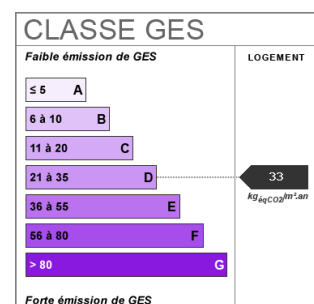 CLASSE GES
Faible émission de GES
LOGEMENT
≤ 5 A
6 à 10 B
11 à 20 C
21 à 35 D
33
kgéqCO2/m².an
36 à 55 E
56 à 80 F
> 80 G
Forte émission de GES